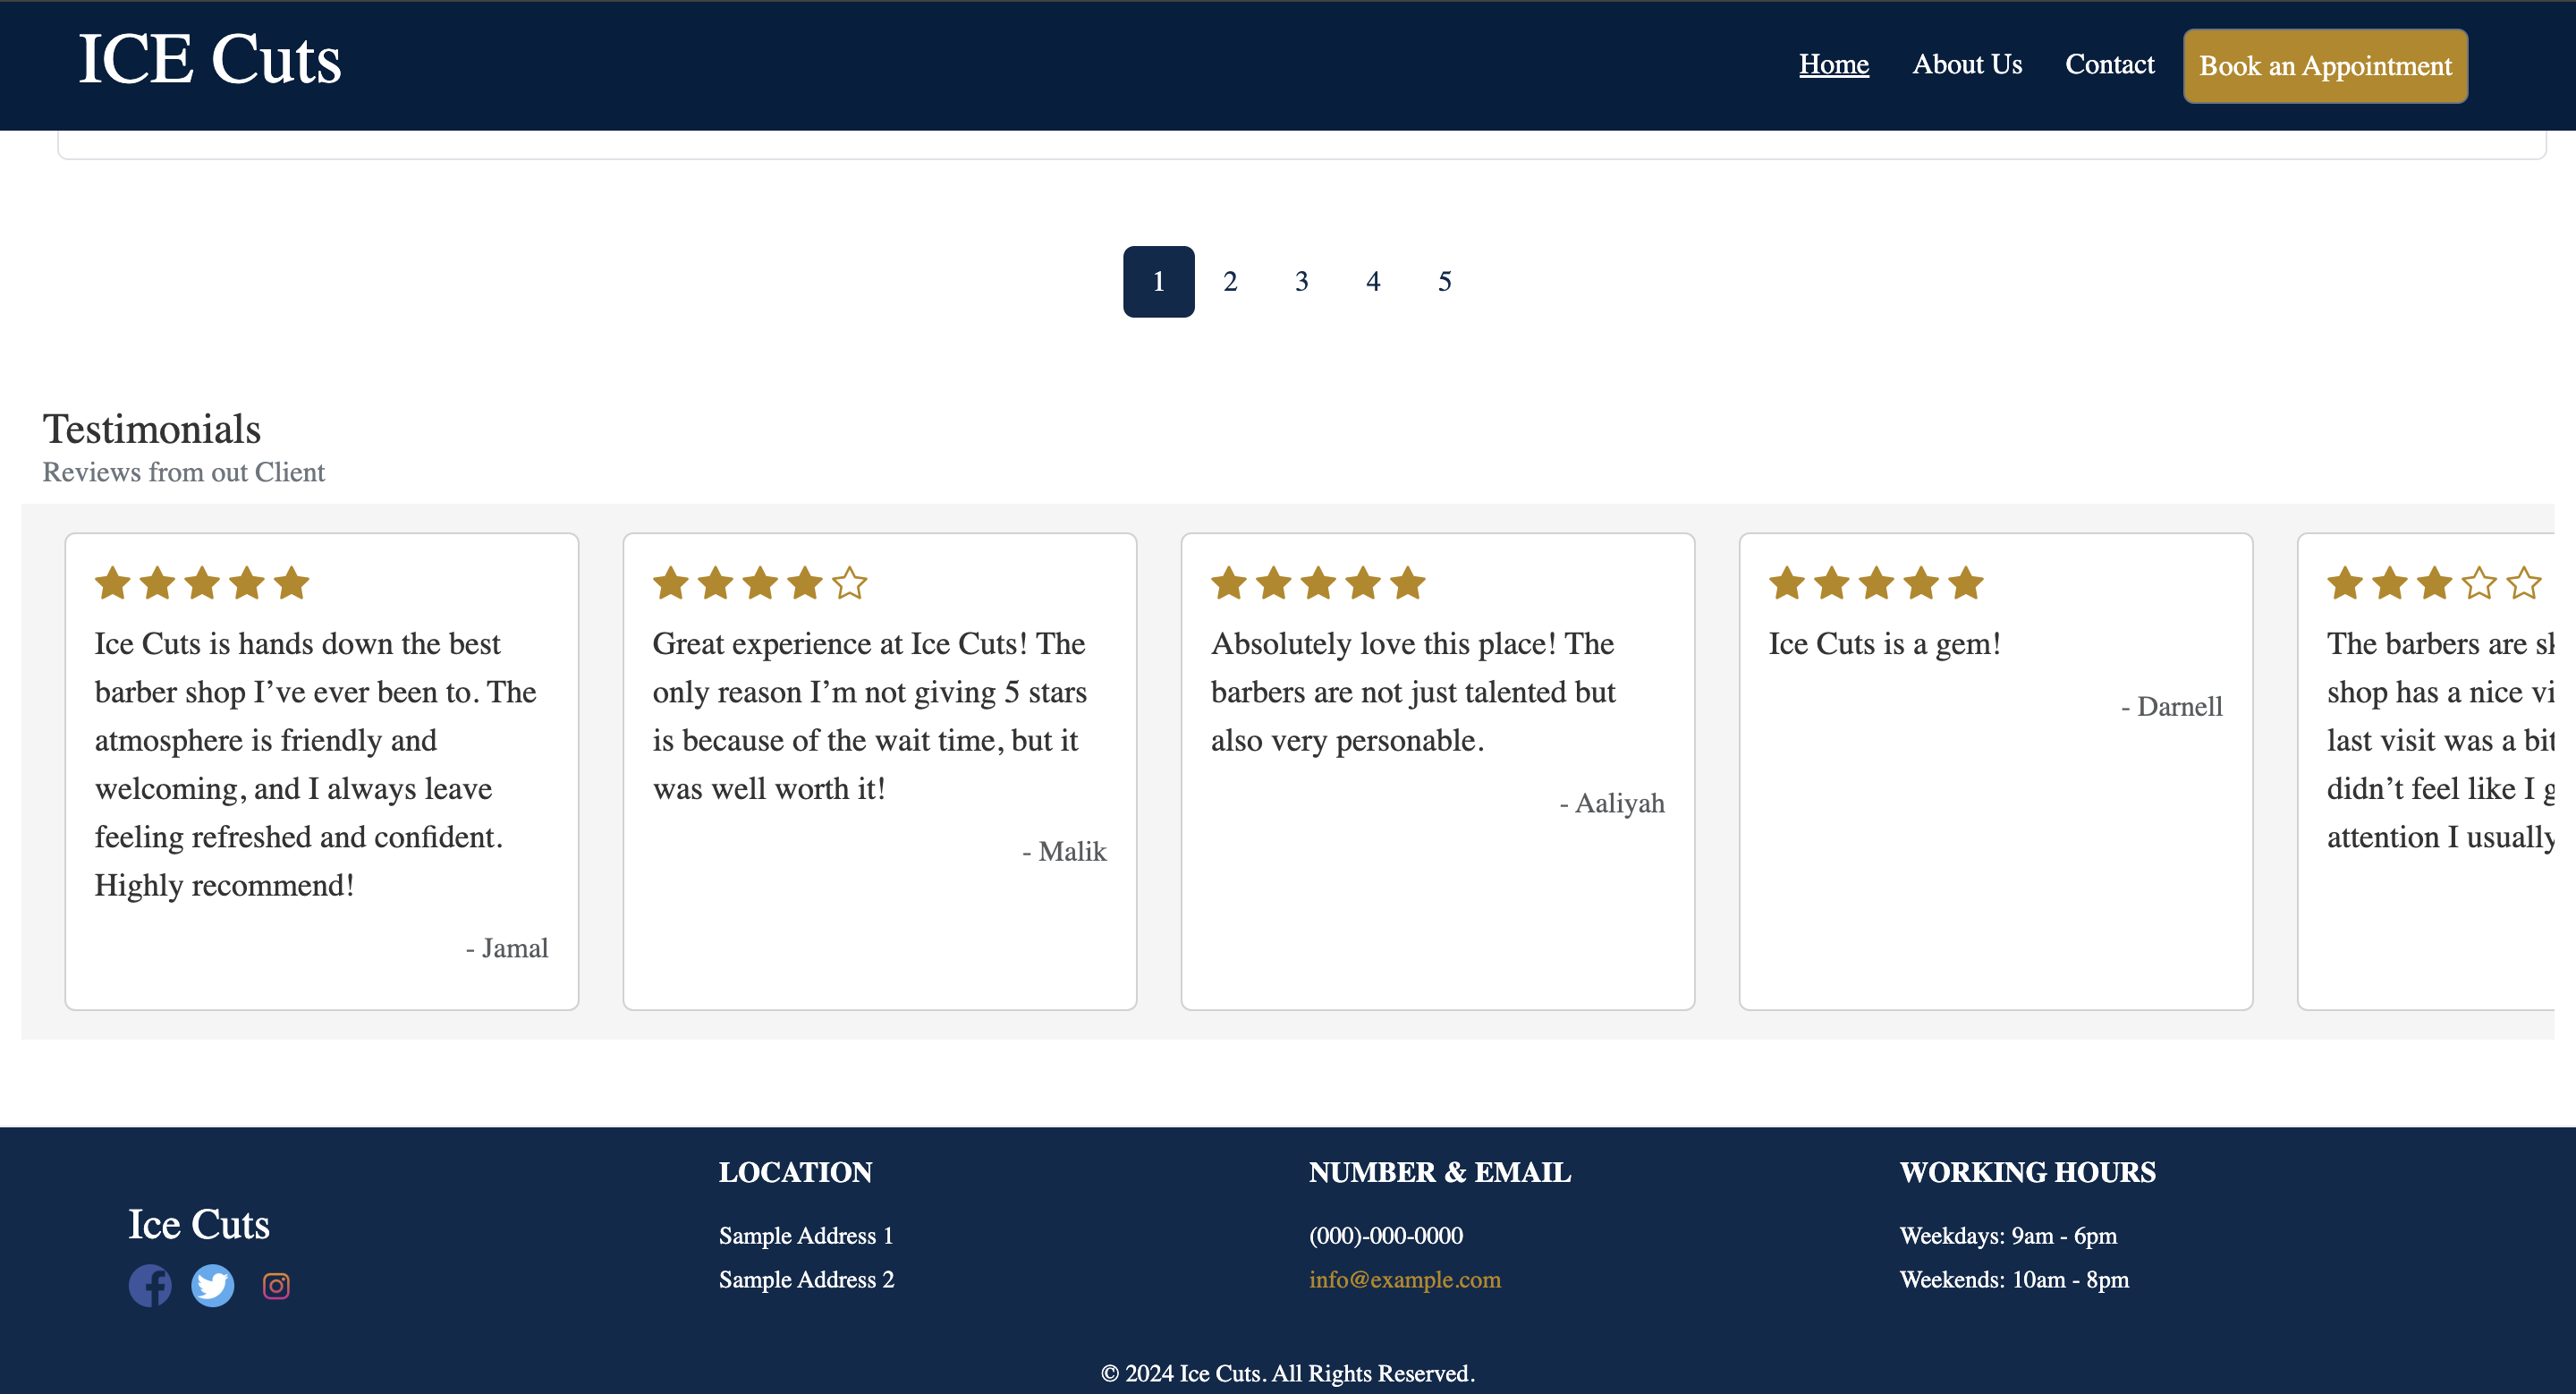 ICE Cuts
Home About Us Contact Book an Appointment
1 2 3 4 5
Testimonials
Reviews from out Client
Ice Cuts is hands down the best
barber shop I’ve ever been to. The
atmosphere is friendly and
welcoming, and I always leave
feeling refreshed and confident.
Highly recommend!
- Jamal
Great experience at Ice Cuts! The
only reason I’m not giving 5 stars
is because of the wait time, but it
was well worth it!
- Malik
Absolutely love this place! The
barbers are not just talented but
also very personable.
- Aaliyah
Ice Cuts is a gem!
- Darnell
The barbers are
shop has a nice
last visit was a bit
didn’t feel like I
attention I usually
Ice Cuts
LOCATION
Sample Address 1
Sample Address 2
NUMBER & EMAIL
(000)-000-0000
info@example.com
WORKING HOURS
Weekdays: 9am - 6pm
Weekends: 10am - 8pm
© 2024 Ice Cuts. All Rights Reserved.